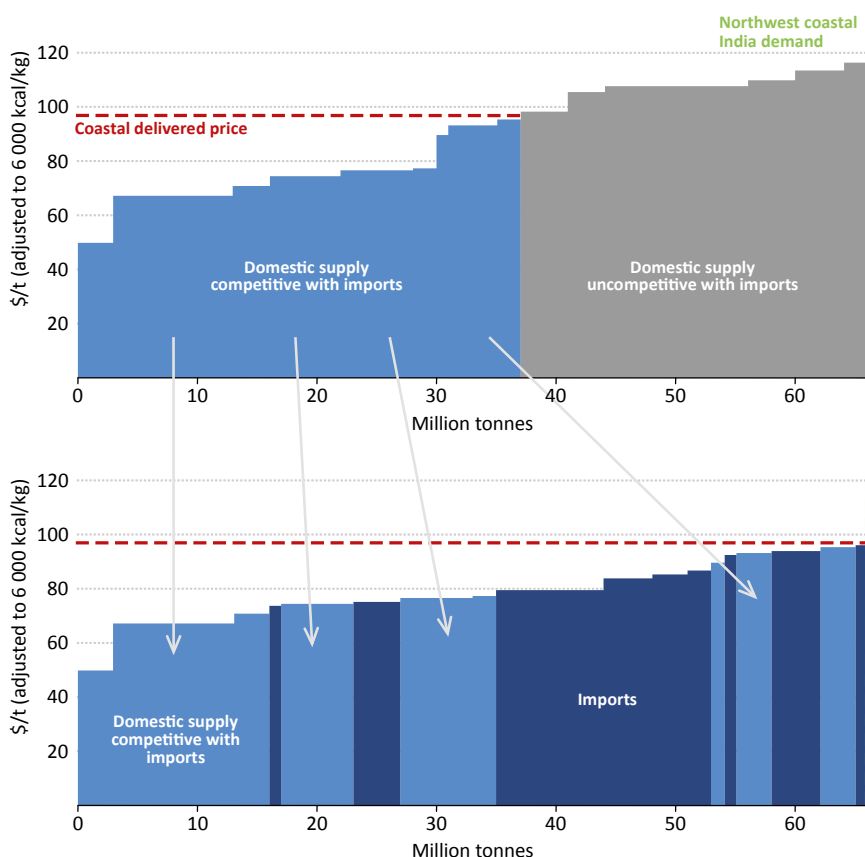 Northwest coastal
India demand
$/t (adjusted to 6 000 kcal/kg)
120
100
80
60
40
20
Coastal delivered price
Domestic supply
competitive with imports
Domestic supply
uncompetitive with imports
0 10 20 30 40 50 60
Million tonnes
$/t (adjusted to 6 000 kcal/kg)
120
100
80
60
40
20
Domestic supply
competitive with
imports
Imports
0 10 20 30 40 50 60
Million tonnes